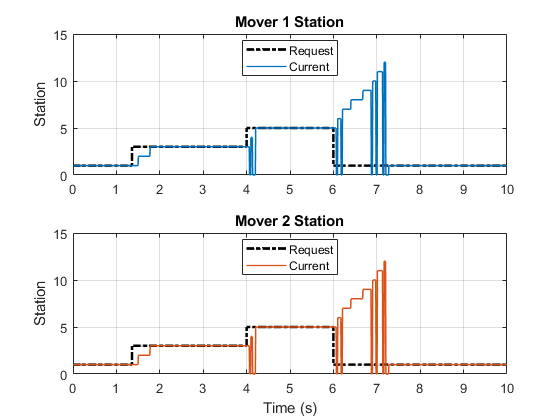 Mover 1 Station
15
10
5
0
Station
Request
Current
0 1 2 3 4 5 6 7 8 9 10
Mover 2 Station
15
10
5
0
Station
Request
Current
0 1 2 3 4 5 6 7 8 9 10
Time (s)